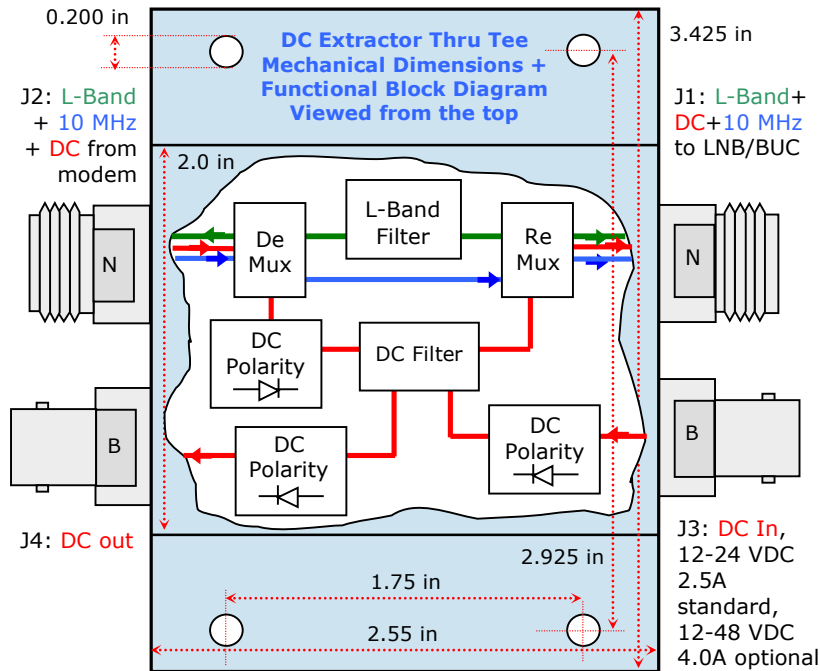 0.200 in
DC Extractor Thru Tee
Mechanical Dimensions +
Functional Block Diagram
Viewed from the top
3.425 in
J2: L-Band
+ 10 MHz
+ DC from
modem
J1: L-Band+
DC+10 MHz
to LNB/BUC
2.0 in
L-Band
Filter
De
Mux
Re
Mux
N
N
DC
Polarity
DC Filter
DC
Polarity
DC
Polarity
B
B
J4: DC out
J3: DC In,
12-24 VDC
2.5A
standard,
12-48 VDC
4.0A optional
2.925 in
1.75 in
2.55 in